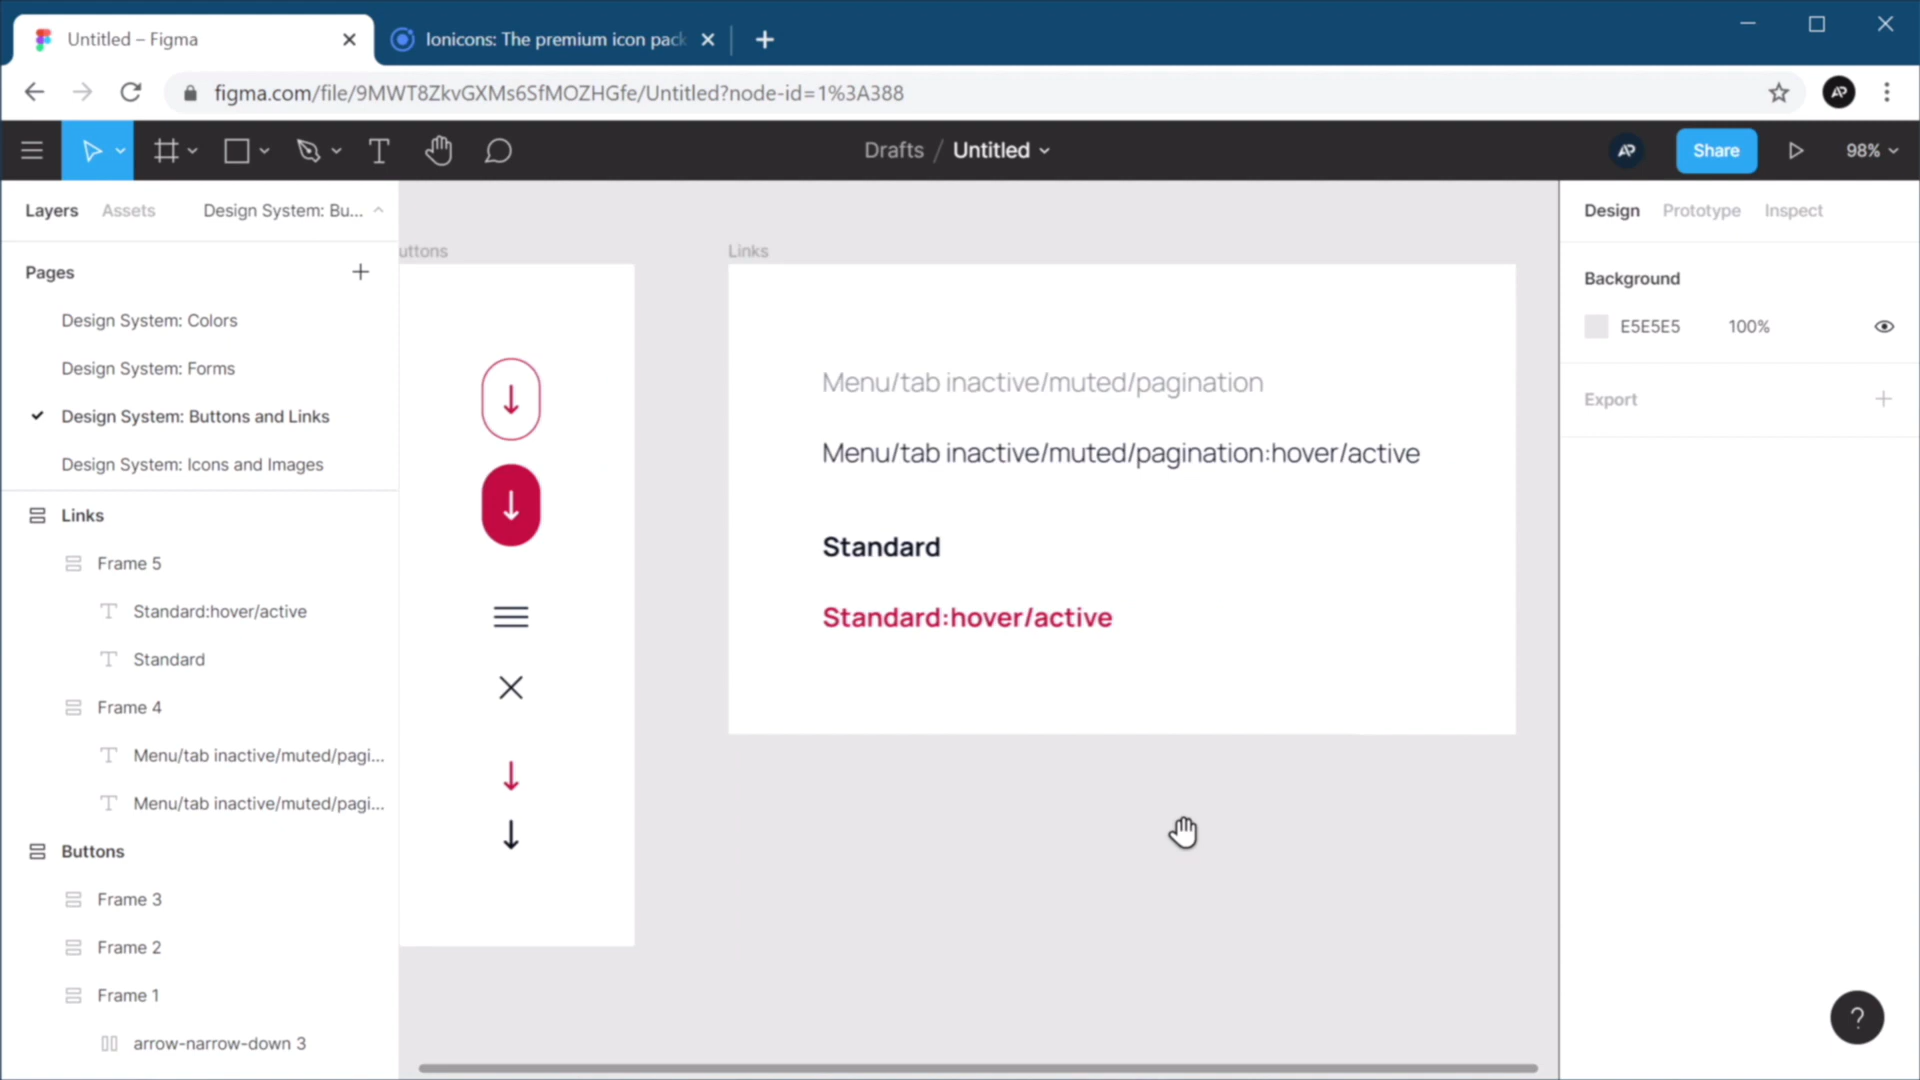 Untitled – Figma
Ionicons: The premium icon pack
figma.com/file/9MWT8ZkvGXMs6SfMOZHGfe/Untitled?node-id=1%3A388
AP
Drafts / Untitled
AP
Share
98%
Layers
Assets
Design System: Bu...
Pages
Design System: Colors
Design System: Forms
Design System: Buttons and Links
Design System: Icons and Images
Links
Frame 5
Standard:hover/active
Standard
Frame 4
Menu/tab inactive/muted/pagi...
Menu/tab inactive/muted/pagi...
Buttons
Frame 3
Frame 2
Frame 1
arrow-narrow-down 3
uttons
Links
Menu/tab inactive/muted/pagination
Menu/tab inactive/muted/pagination:hover/active
Standard
Standard:hover/active
Design
Prototype
Inspect
Background
E5E5E5
100%
Export
?